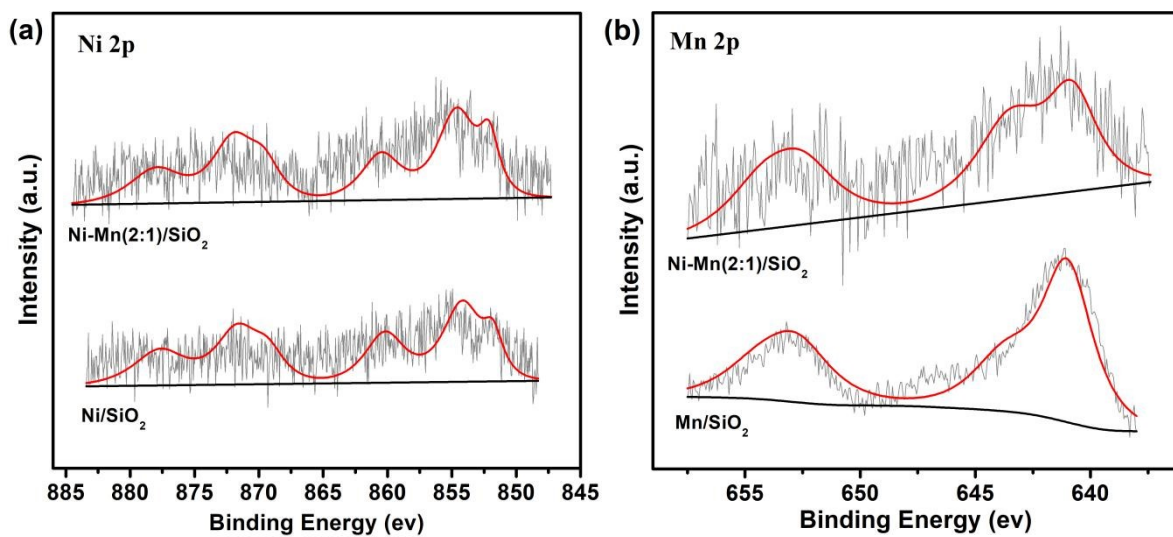 (a)
Ni 2p
Intensity (a.u.)
Ni-Mn(2:1)/SiO₂
Ni/SiO₂
885 880 875 870 865 860 855 850 845
Binding Energy (ev)
(b)
Mn 2p
Intensity (a.u.)
Ni-Mn(2:1)/SiO₂
Mn/SiO₂
655 650 645 640
Binding Energy (ev)